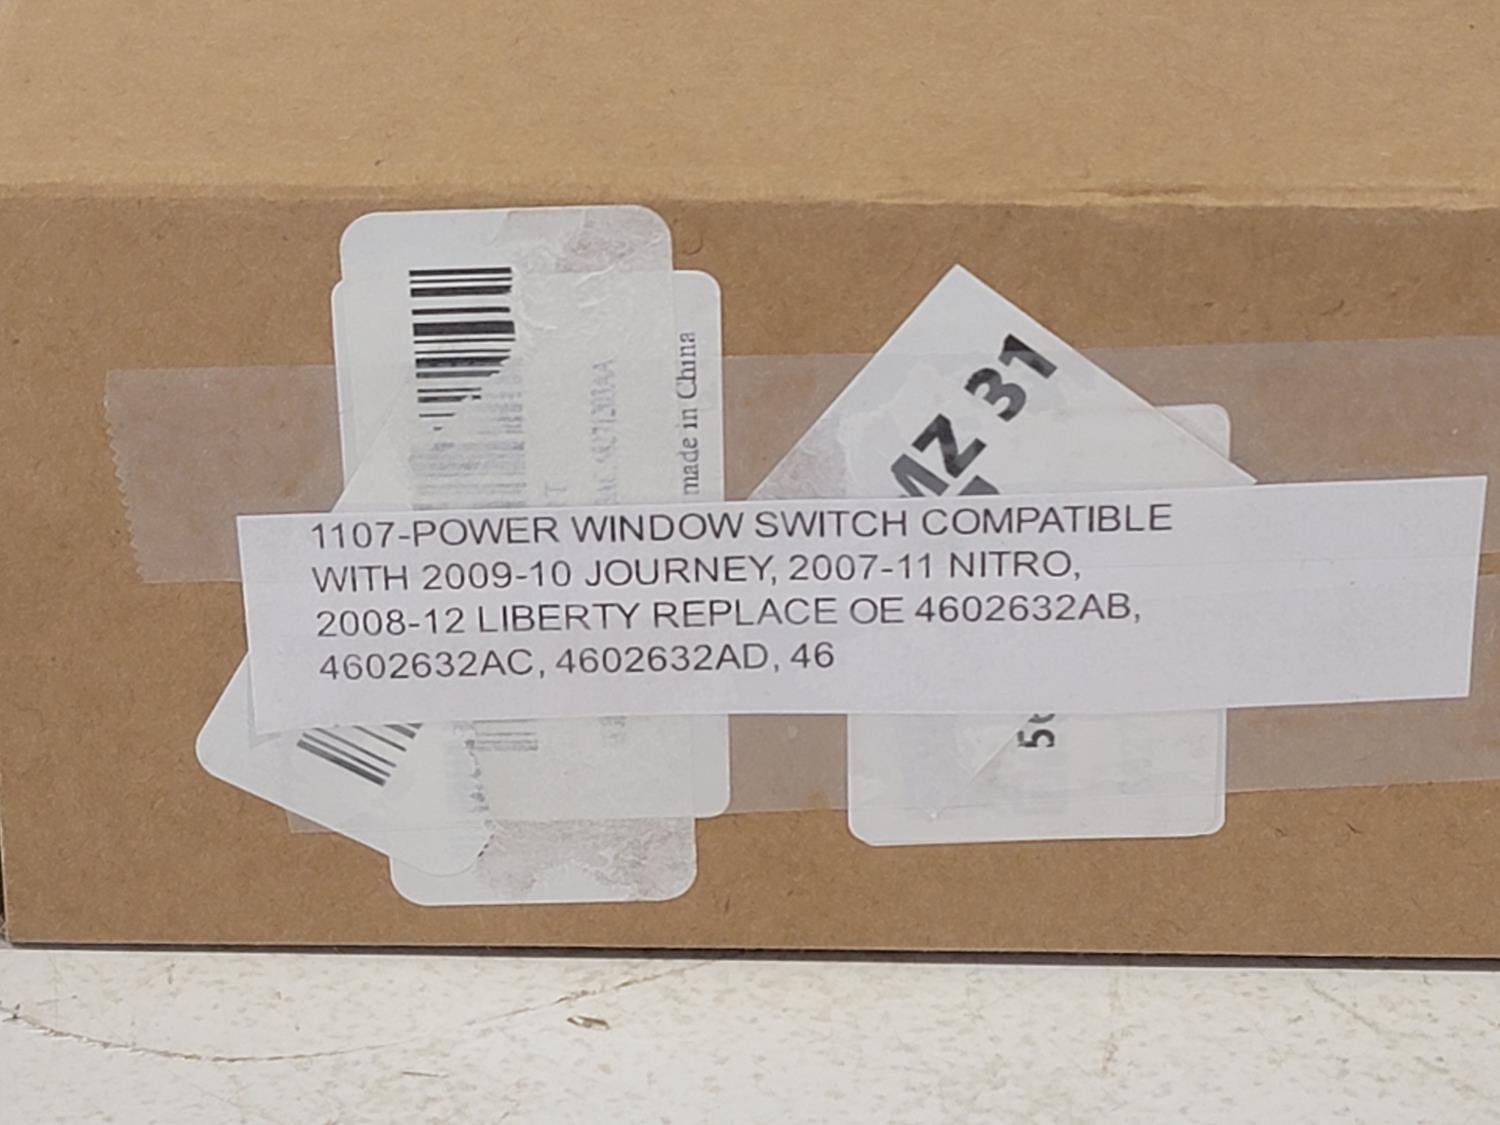 made in China
MZ 31
1107-POWER WINDOW SWITCH COMPATIBLE
WITH 2009-10 JOURNEY, 2007-11 NITRO,
2008-12 LIBERTY REPLACE OE 4602632AB,
4602632AC, 4602632AD, 46